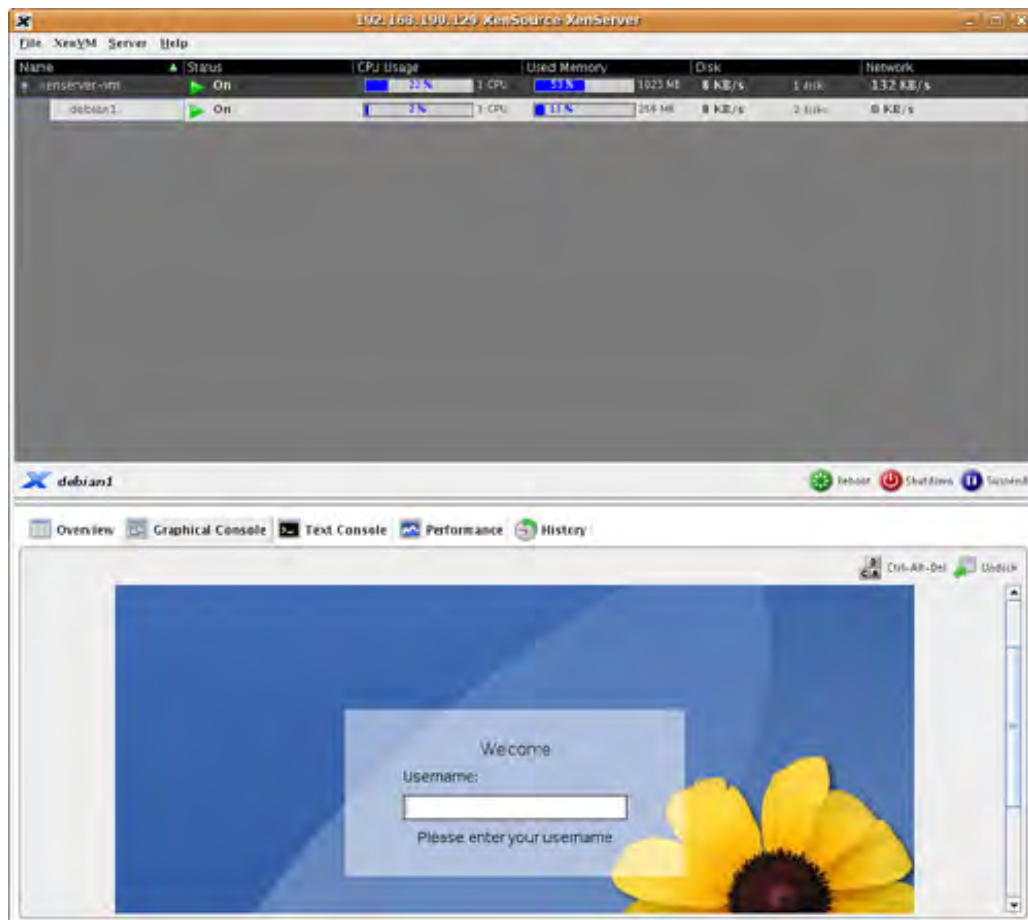 192.168.190.129 XenSource XenServer
File XenVM Server Help
Name Status CPU Usage Used Memory Disk Network
xenserver-vm On 22% 1 CPU 53% 1023 MB 8 KB/s 1 disk 132 KB/s
debian1 On 2% 1 CPU 11% 256 MB 0 KB/s 2 disks 0 KB/s
debian1 Reboot Shutdown Suspend
Overview Graphical Console Text Console Performance History
Ctrl-Alt-Del Undock
Welcome
Username:
Please enter your username